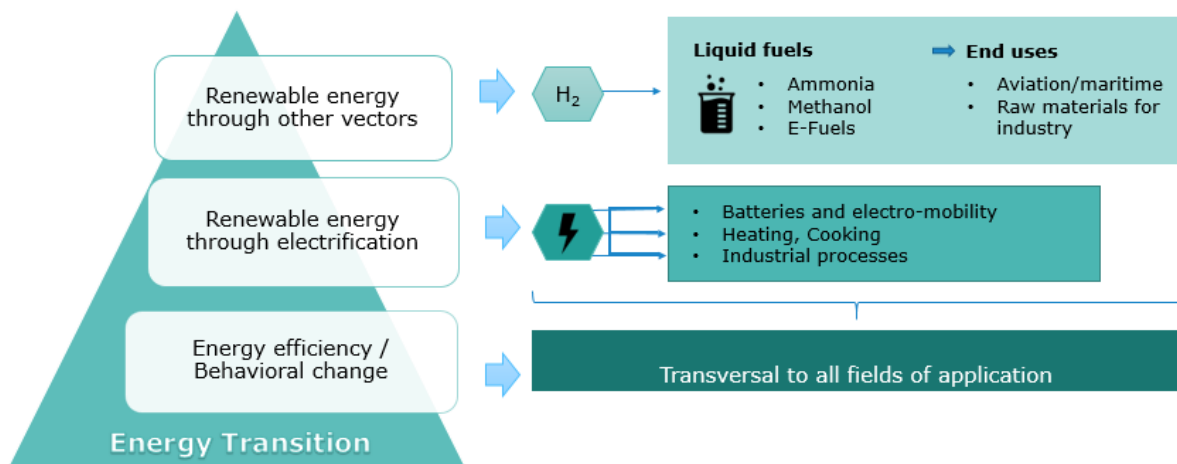 Renewable energy
through other vectors
H₂
Liquid fuels
• Ammonia
• Methanol
• E-Fuels
End uses
• Aviation/maritime
• Raw materials for
industry
Renewable energy
through electrification
• Batteries and electro-mobility
• Heating, Cooking
• Industrial processes
Energy efficiency /
Behavioral change
Transversal to all fields of application
Energy Transition